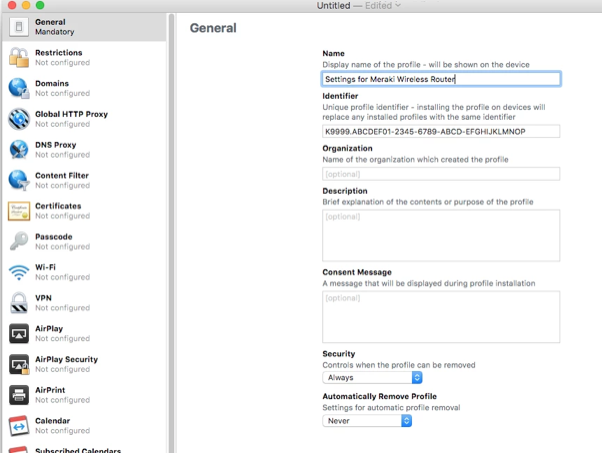 Untitled — Edited
General
Mandatory
Restrictions
Not configured
Domains
Not configured
Global HTTP Proxy
Not configured
DNS Proxy
Not configured
Content Filter
Not configured
Certificates
Not configured
Passcode
Not configured
Wi-Fi
Not configured
VPN
Not configured
AirPlay
Not configured
AirPlay Security
Not configured
AirPrint
Not configured
Calendar
Not configured
Subscribed Calendars
General
Name
Display name of the profile - will be shown on the device
Settings for Meraki Wireless Router
Identifier
Unique profile identifier - installing the profile on devices will
replace any installed profiles with the same identifier
K9999.ABCDEF01-2345-6789-ABCD-EFGHIJKLMNOP
Organization
Name of the organization which created the profile
[optional]
Description
Brief explanation of the contents or purpose of the profile
[optional]
Consent Message
A message that will be displayed during profile installation
[optional]
Security
Controls when the profile can be removed
Always
Automatically Remove Profile
Settings for automatic profile removal
Never